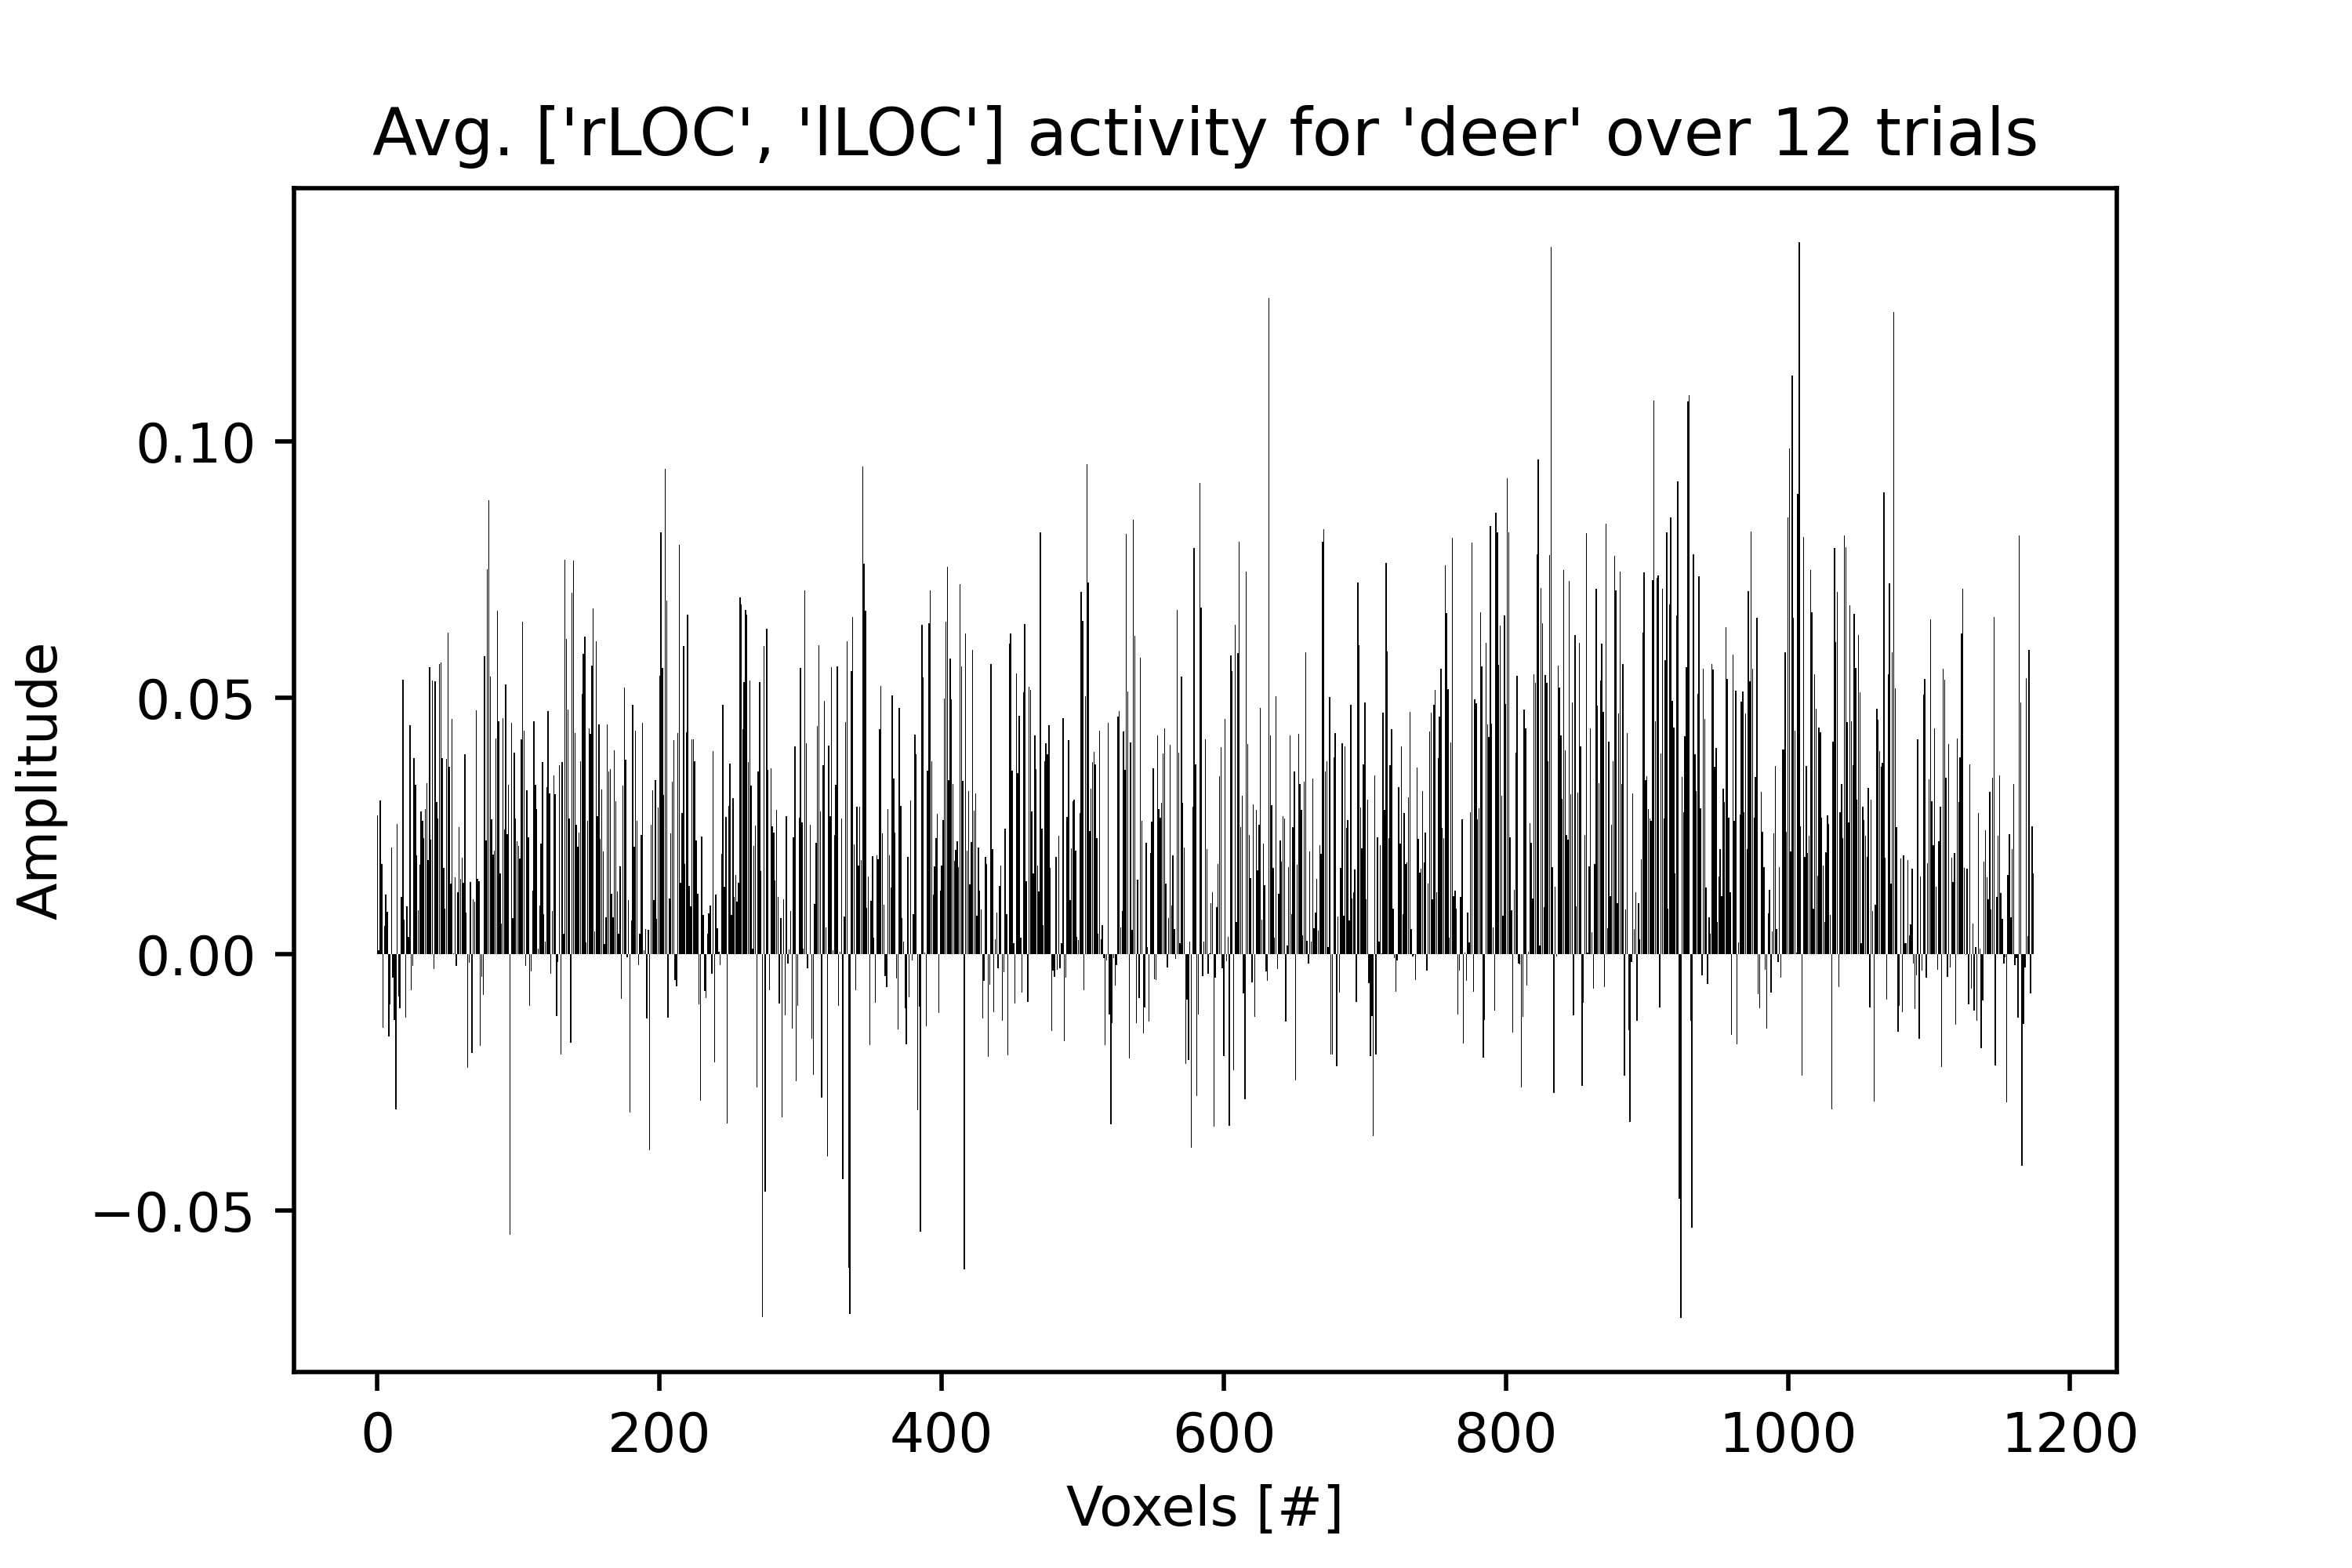 Avg. ['rLOC', 'lLOC'] activity for 'deer' over 12 trials
Amplitude
0.10
0.05
0.00
−0.05
0 200 400 600 800 1000 1200
Voxels [#]